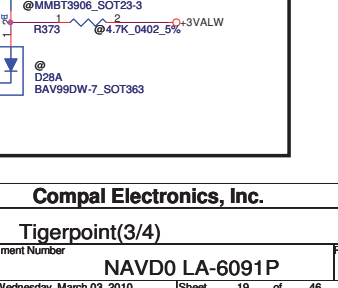 @MMBT3906_SOT23-3
1 2
R373 @4.7K_0402_5% +3VALW
@
D28A
BAV99DW-7_SOT363
Compal Electronics, Inc.
Tigerpoint(3/4)
ment Number
NAVD0 LA-6091P
Wednesday, March 03, 2010 Sheet 19 of 46